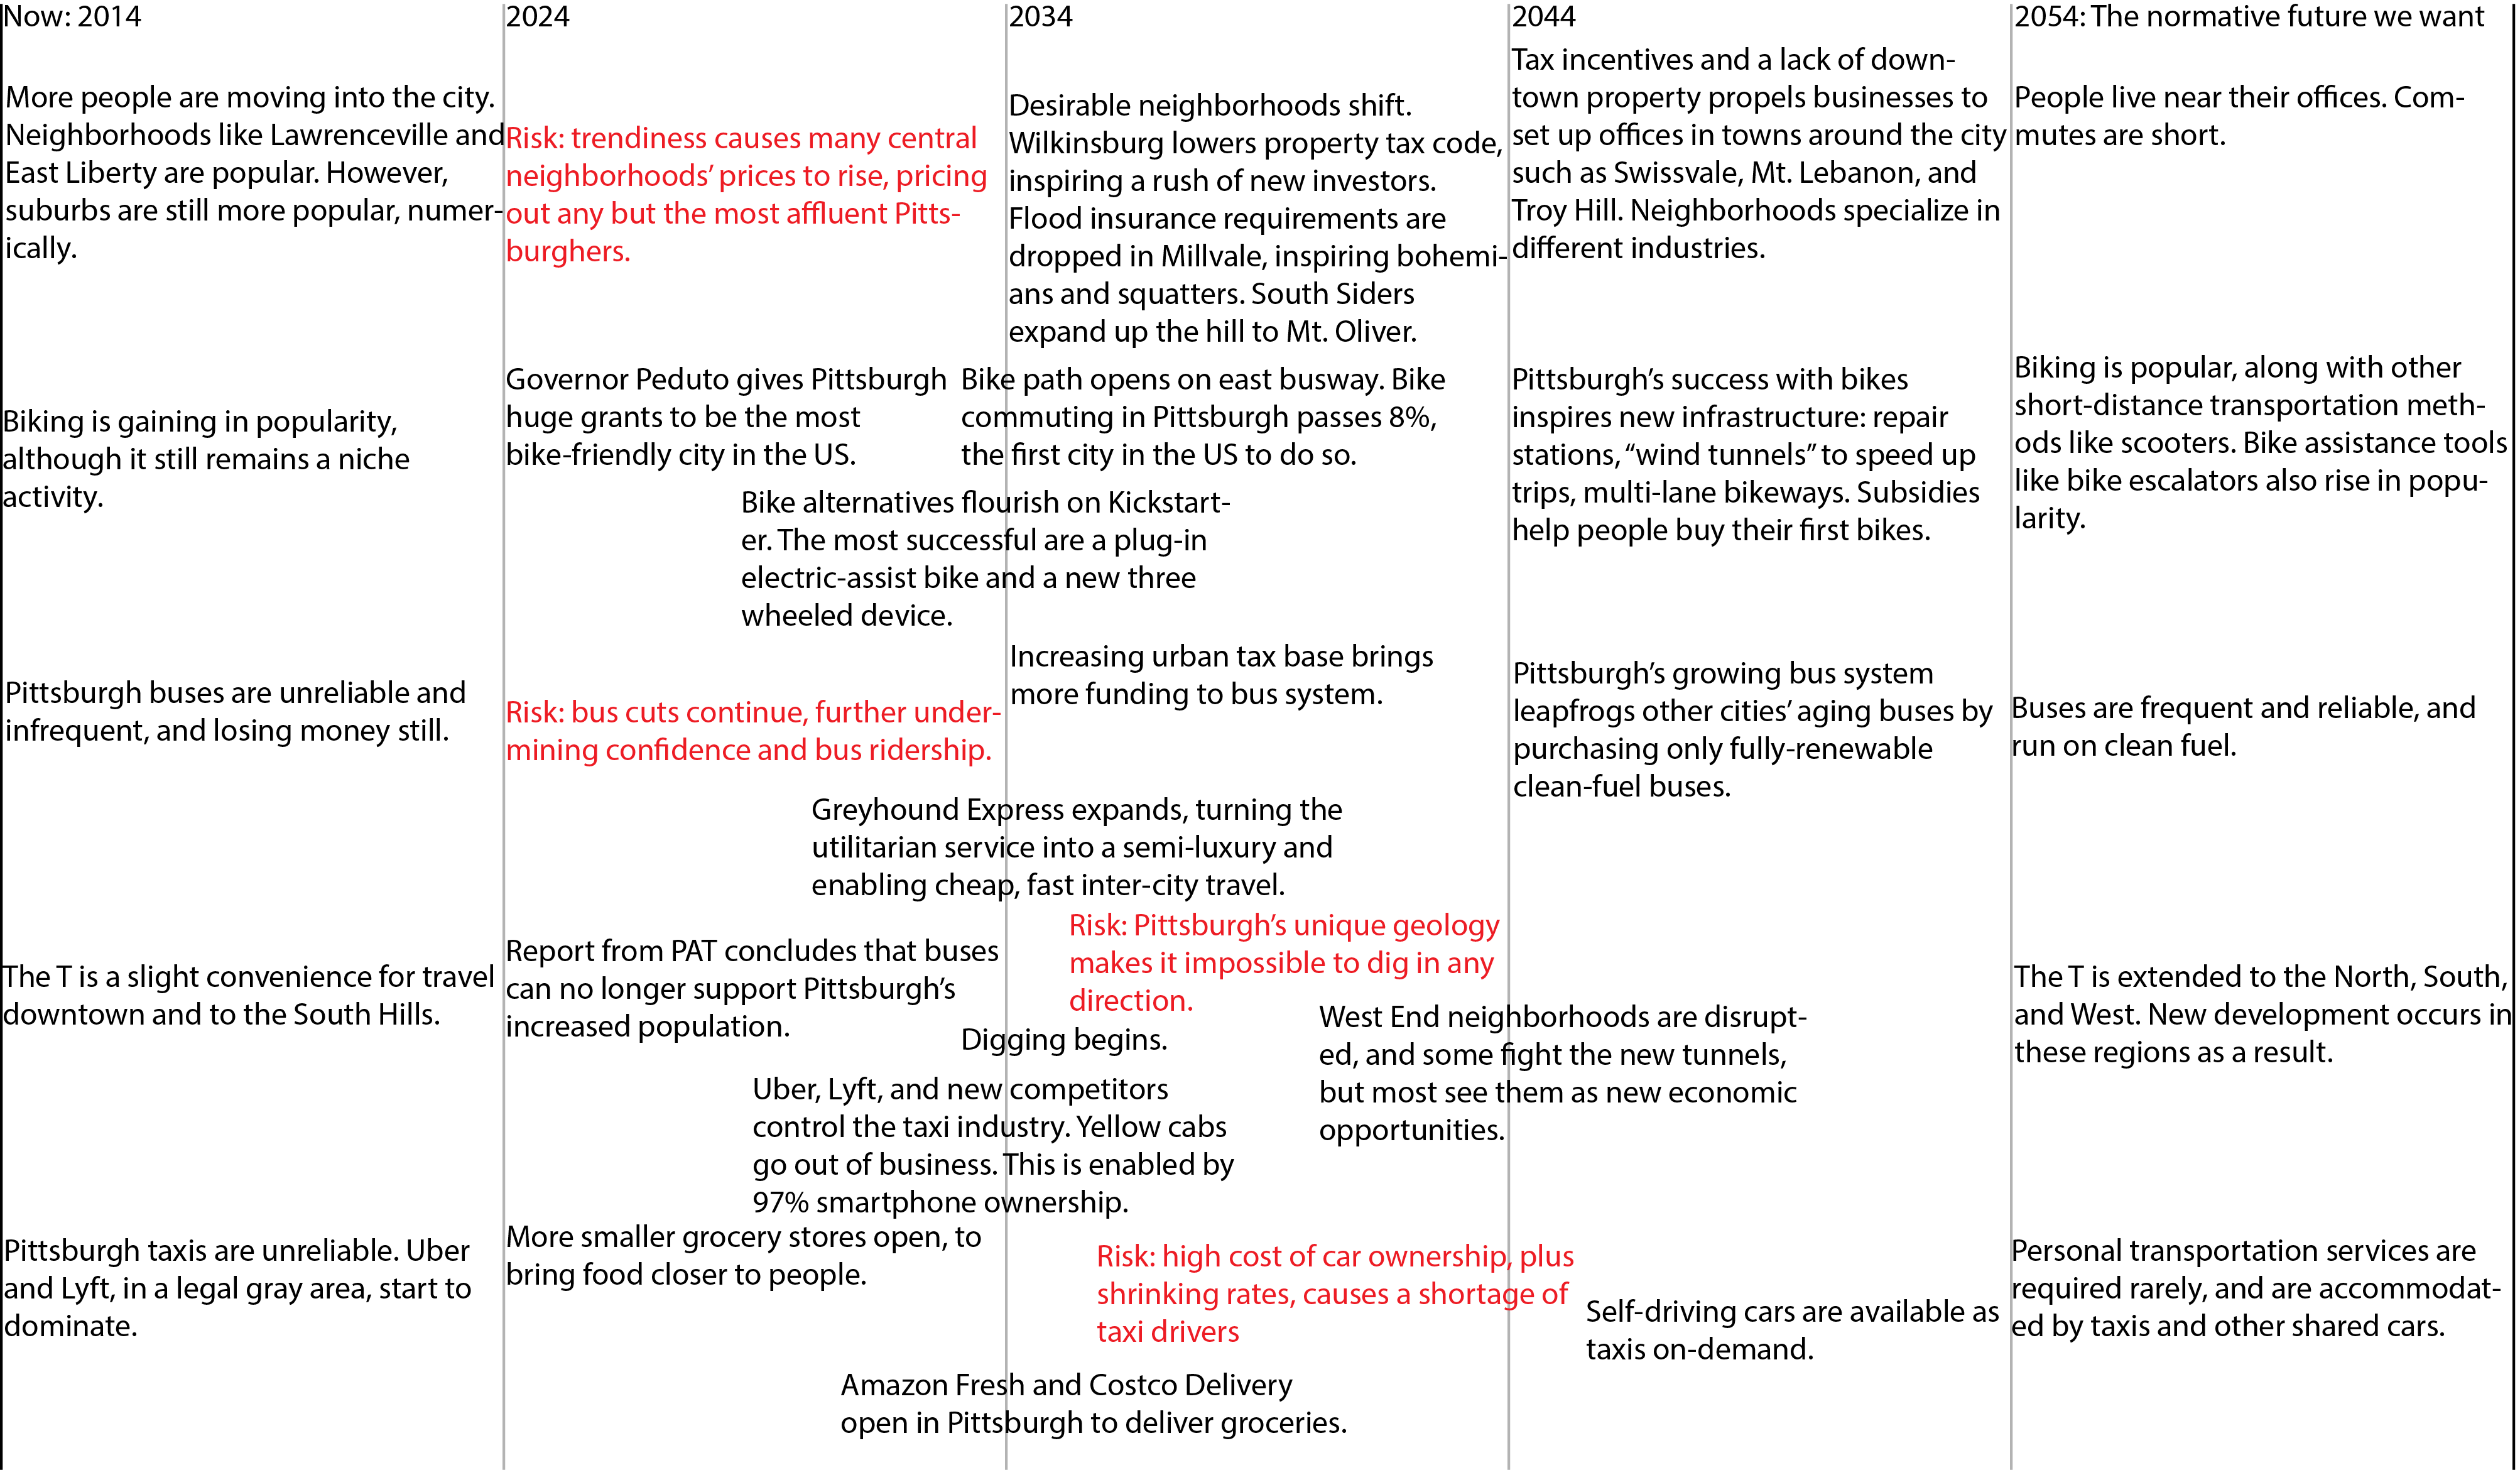 Now: 2014
2024
2034
2044
2054: The normative future we want
More people are moving into the city.
Neighborhoods like Lawrenceville and
East Liberty are popular. However,
suburbs are still more popular, numer-
ically.
Risk: trendiness causes many central
neighborhoods’ prices to rise, pricing
out any but the most affluent Pitts-
burghers.
Desirable neighborhoods shift.
Wilkinsburg lowers property tax code,
inspiring a rush of new investors.
Flood insurance requirements are
dropped in Millvale, inspiring bohemi-
ans and squatters. South Siders
expand up the hill to Mt. Oliver.
Tax incentives and a lack of down-
town property propels businesses to
set up offices in towns around the city
such as Swissvale, Mt. Lebanon, and
Troy Hill. Neighborhoods specialize in
different industries.
People live near their offices. Com-
mutes are short.
Biking is gaining in popularity,
although it still remains a niche
activity.
Governor Peduto gives Pittsburgh
huge grants to be the most
bike-friendly city in the US.
Bike path opens on east busway. Bike
commuting in Pittsburgh passes 8%,
the first city in the US to do so.
Bike alternatives flourish on Kickstart-
er. The most successful are a plug-in
electric-assist bike and a new three
wheeled device.
Pittsburgh’s success with bikes
inspires new infrastructure: repair
stations, “wind tunnels” to speed up
trips, multi-lane bikeways. Subsidies
help people buy their first bikes.
Biking is popular, along with other
short-distance transportation meth-
ods like scooters. Bike assistance tools
like bike escalators also rise in popu-
larity.
Pittsburgh buses are unreliable and
infrequent, and losing money still.
Risk: bus cuts continue, further under-
mining confidence and bus ridership.
Increasing urban tax base brings
more funding to bus system.
Pittsburgh’s growing bus system
leapfrogs other cities’ aging buses by
purchasing only fully-renewable
clean-fuel buses.
Buses are frequent and reliable, and
run on clean fuel.
Greyhound Express expands, turning the
utilitarian service into a semi-luxury and
enabling cheap, fast inter-city travel.
The T is a slight convenience for travel
downtown and to the South Hills.
Report from PAT concludes that buses
can no longer support Pittsburgh’s
increased population.
Risk: Pittsburgh’s unique geology
makes it impossible to dig in any
direction.
Digging begins.
West End neighborhoods are disrupt-
ed, and some fight the new tunnels,
but most see them as new economic
opportunities.
The T is extended to the North, South,
and West. New development occurs in
these regions as a result.
Uber, Lyft, and new competitors
control the taxi industry. Yellow cabs
go out of business. This is enabled by
97% smartphone ownership.
Pittsburgh taxis are unreliable. Uber
and Lyft, in a legal gray area, start to
dominate.
More smaller grocery stores open, to
bring food closer to people.
Risk: high cost of car ownership, plus
shrinking rates, causes a shortage of
taxi drivers
Self-driving cars are available as
taxis on-demand.
Personal transportation services are
required rarely, and are accommodat-
ed by taxis and other shared cars.
Amazon Fresh and Costco Delivery
open in Pittsburgh to deliver groceries.